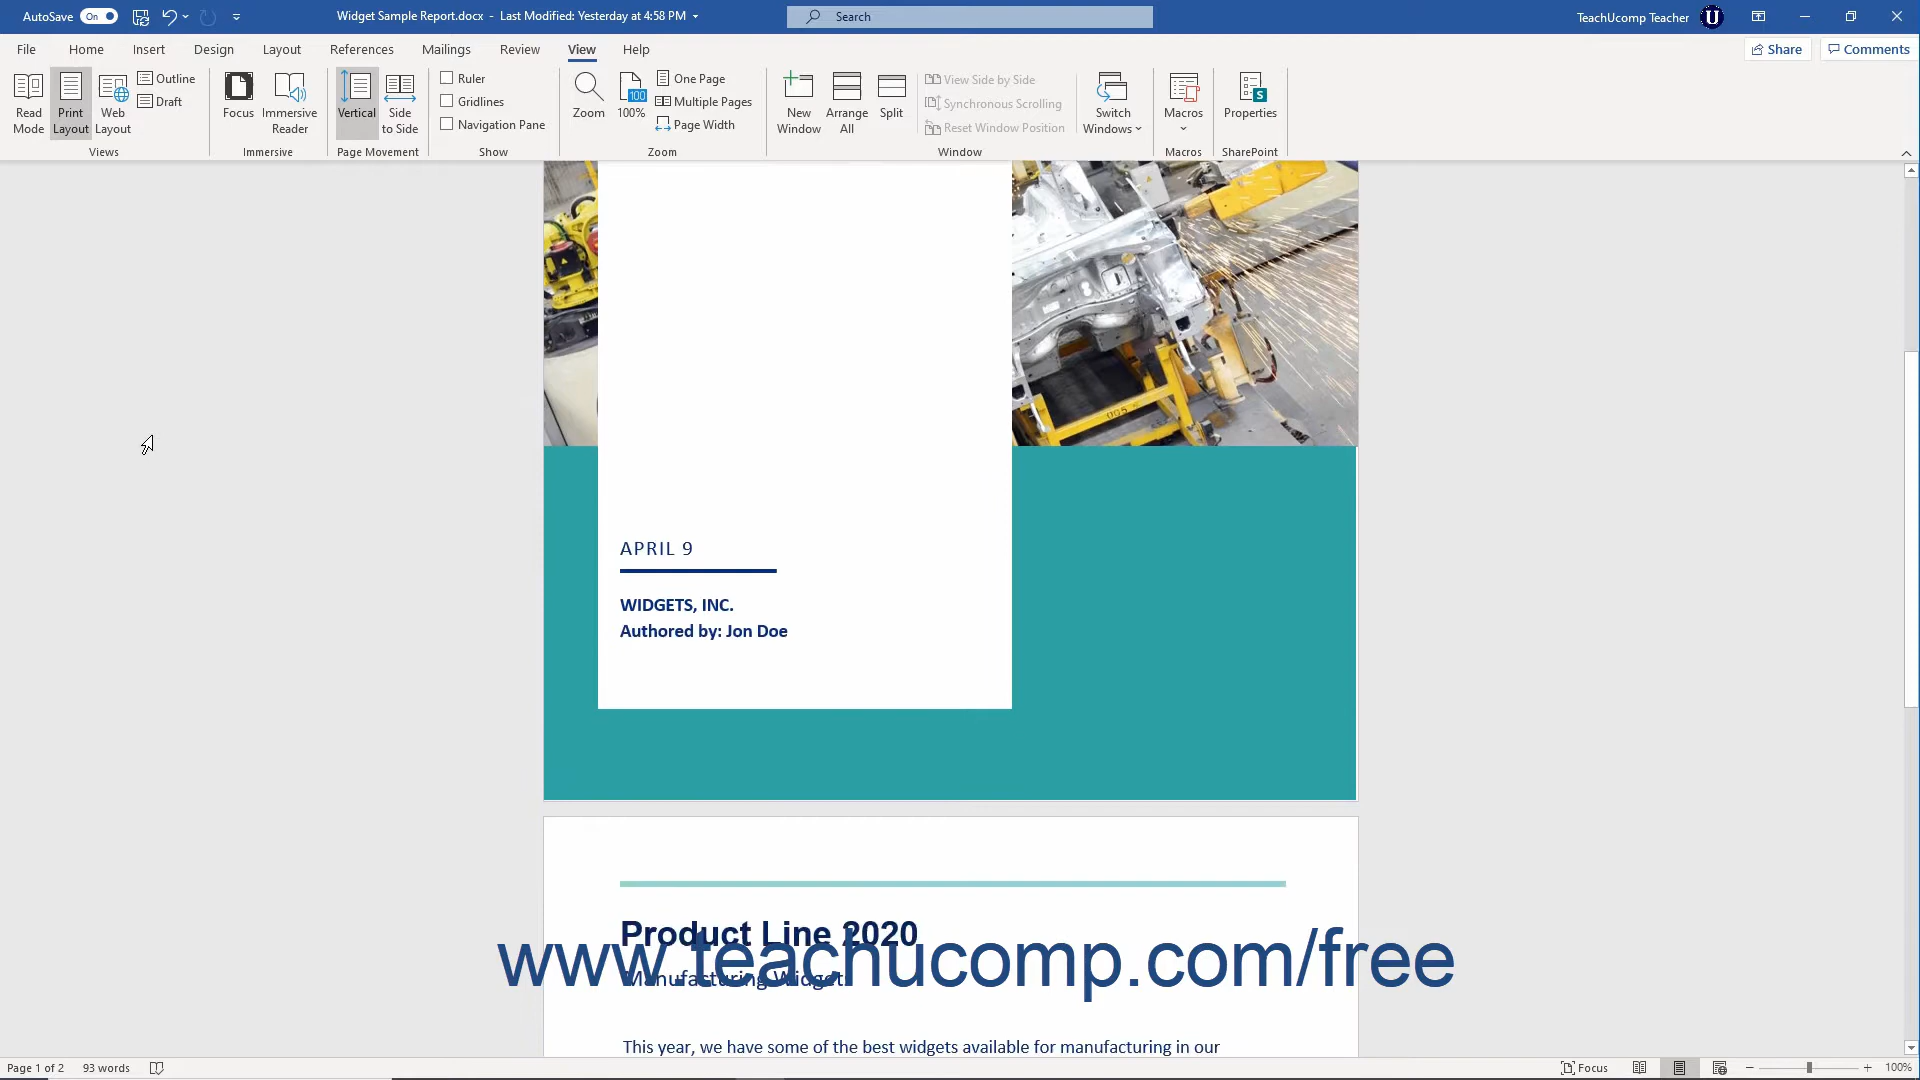 AutoSave On Widget Sample Report.docx - Last Modified: Yesterday at 4:58 PM Search TeachUcomp Teacher U
File Home Insert Design Layout References Mailings Review View Help Share Comments
Read Mode
Print Layout
Web Layout
Outline
Draft
Views
Focus
Immersive Reader
Immersive
Vertical
Side to Side
Page Movement
Ruler
Gridlines
Navigation Pane
Show
Zoom
100
100%
One Page
Multiple Pages
Page Width
Zoom
New Window
Arrange All
Split
View Side by Side
Synchronous Scrolling
Reset Window Position
Switch Windows
Window
Macros
Macros
S
Properties
SharePoint
005
APRIL 9
WIDGETS, INC.
Authored by: Jon Doe
Product Line 2020
Manufacturing Widget
www.teachucomp.com/free
This year, we have some of the best widgets available for manufacturing in our
Page 1 of 2 93 words Focus 100%